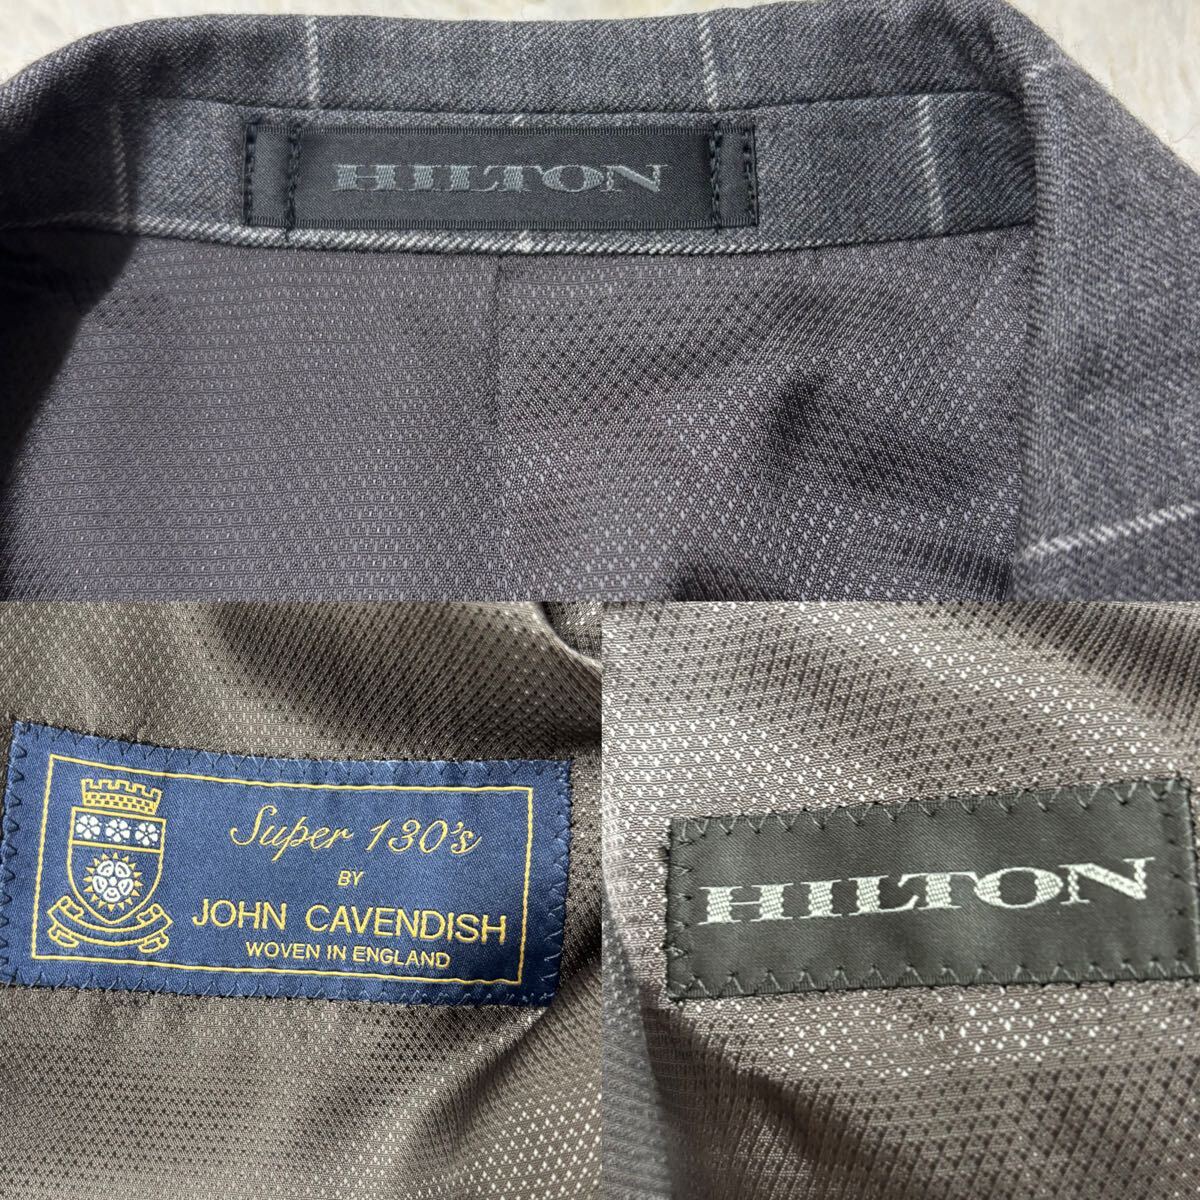 HILTON
Super 130's
BY
JOHN CAVENDISH
WOVEN IN ENGLAND
HILTON